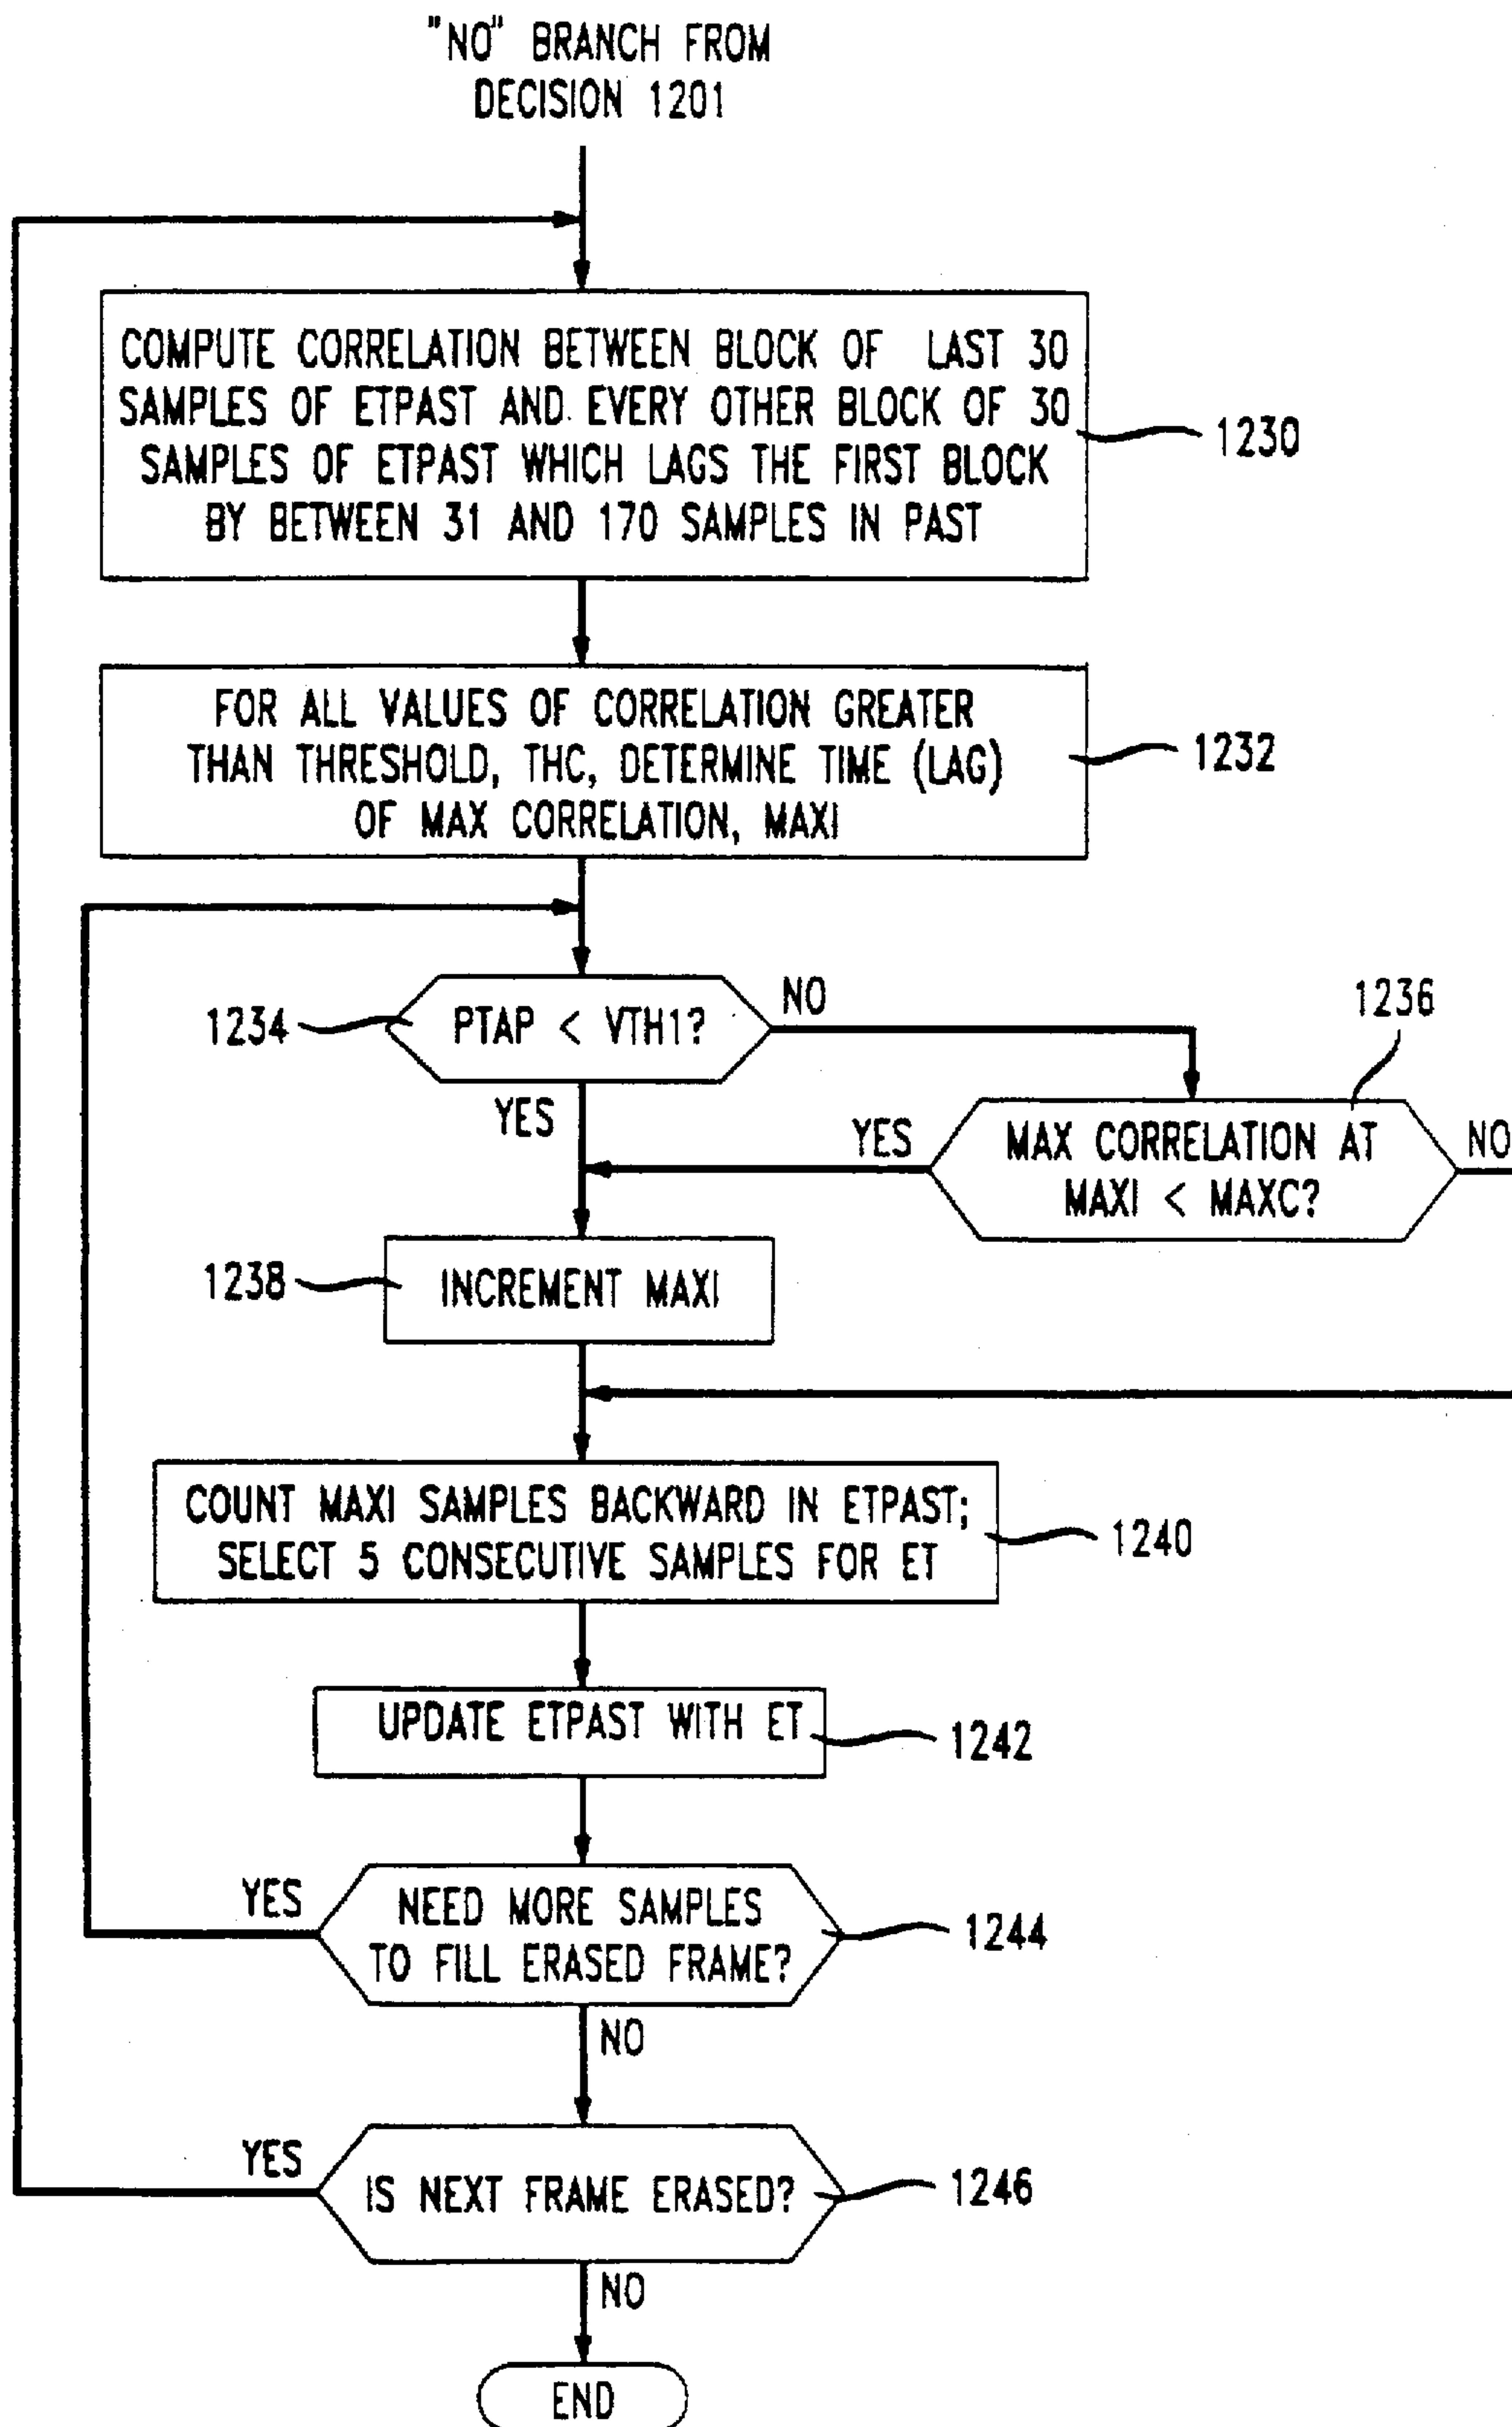 "NO" BRANCH FROM
DECISION 1201
COMPUTE CORRELATION BETWEEN BLOCK OF LAST 30
SAMPLES OF ETPAST AND EVERY OTHER BLOCK OF 30
SAMPLES OF ETPAST WHICH LAGS THE FIRST BLOCK
BY BETWEEN 31 AND 170 SAMPLES IN PAST
1230
FOR ALL VALUES OF CORRELATION GREATER
THAN THRESHOLD, THC, DETERMINE TIME (LAG)
OF MAX CORRELATION, MAXI
1232
1234
PTAP < VTH1?
NO
YES
1236
MAX CORRELATION AT
MAXI < MAXC?
YES
NO
1238
INCREMENT MAXI
COUNT MAXI SAMPLES BACKWARD IN ETPAST;
SELECT 5 CONSECUTIVE SAMPLES FOR ET
1240
UPDATE ETPAST WITH ET
1242
YES
NEED MORE SAMPLES
TO FILL ERASED FRAME?
1244
NO
YES
IS NEXT FRAME ERASED?
1246
NO
END